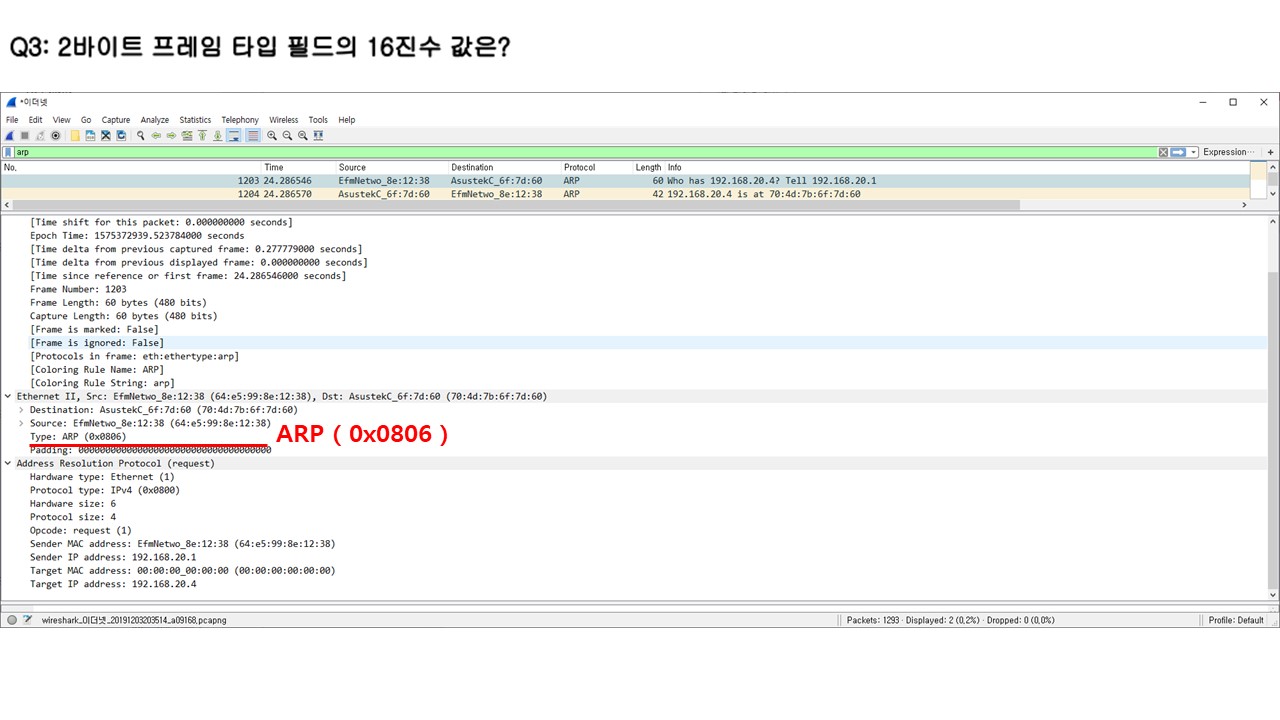 Q3: 2바이트 프레임 타입 필드의 16진수 값은?
*이더넷
File Edit View Go Capture Analyze Statistics Telephony Wireless Tools Help
arp
Expression…
No. Time Source Destination Protocol Length Info
1203 24.286546 EfmNetwo_8e:12:38 AsustekC_6f:7d:60 ARP 60 Who has 192.168.20.4? Tell 192.168.20.1
1204 24.286570 AsustekC_6f:7d:60 EfmNetwo_8e:12:38 ARP 42 192.168.20.4 is at 70:4d:7b:6f:7d:60
[Time shift for this packet: 0.000000000 seconds]
Epoch Time: 1575372939.523784000 seconds
[Time delta from previous captured frame: 0.277779000 seconds]
[Time delta from previous displayed frame: 0.000000000 seconds]
[Time since reference or first frame: 24.286546000 seconds]
Frame Number: 1203
Frame Length: 60 bytes (480 bits)
Capture Length: 60 bytes (480 bits)
[Frame is marked: False]
[Frame is ignored: False]
[Protocols in frame: eth:ethertype:arp]
[Coloring Rule Name: ARP]
[Coloring Rule String: arp]
Ethernet II, Src: EfmNetwo_8e:12:38 (64:e5:99:8e:12:38), Dst: AsustekC_6f:7d:60 (70:4d:7b:6f:7d:60)
Destination: AsustekC_6f:7d:60 (70:4d:7b:6f:7d:60)
Source: EfmNetwo_8e:12:38 (64:e5:99:8e:12:38)
Type: ARP (0x0806)
ARP ( 0x0806 )
Padding: 000000000000000000000000000000000000
Address Resolution Protocol (request)
Hardware type: Ethernet (1)
Protocol type: IPv4 (0x0800)
Hardware size: 6
Protocol size: 4
Opcode: request (1)
Sender MAC address: EfmNetwo_8e:12:38 (64:e5:99:8e:12:38)
Sender IP address: 192.168.20.1
Target MAC address: 00:00:00_00:00:00 (00:00:00:00:00:00)
Target IP address: 192.168.20.4
wireshark_이더넷_20191203203514_a09168.pcapng
Packets: 1293 · Displayed: 2 (0.2%) · Dropped: 0 (0.0%)
Profile: Default